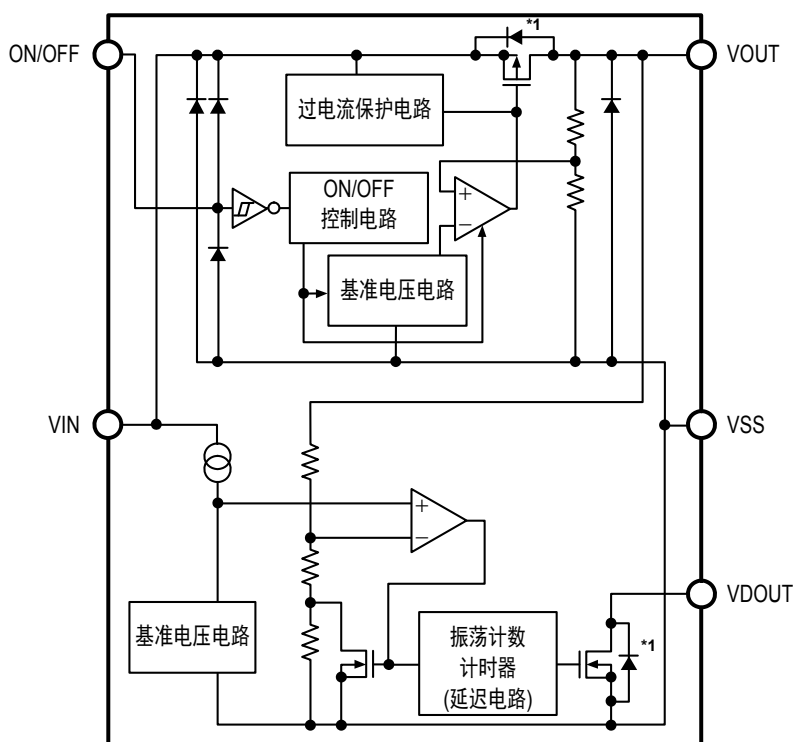 *1
ON/OFF
VOUT
过电流保护电路
+
−
ON/OFF
控制电路
基准电压电路
VIN
VSS
+
−
VDOUT
基准电压电路
振荡计数
计时器
(延迟电路)
*1